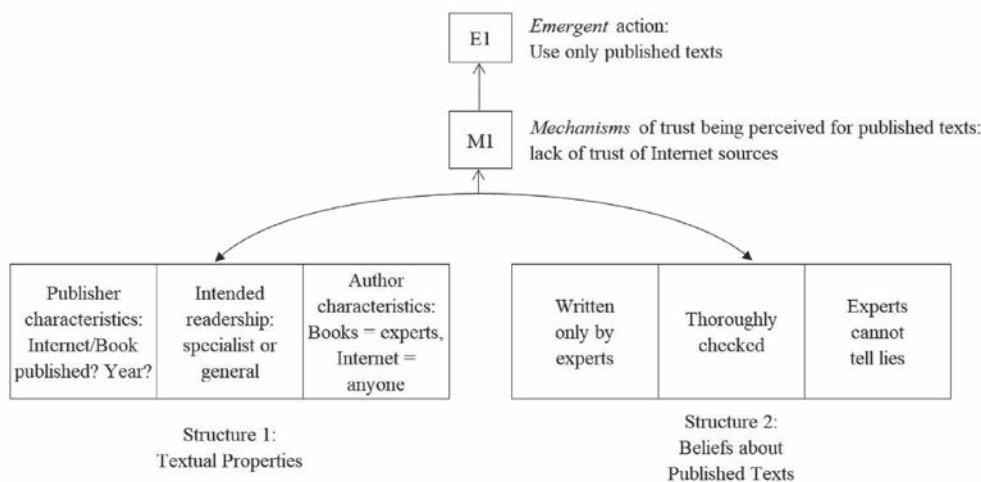 E1
Emergent action:
Use only published texts
M1
Mechanisms of trust being perceived for published texts:
lack of trust of Internet sources
Publisher
characteristics:
Internet/Book
published? Year?
Intended
readership:
specialist or
general
Author
characteristics:
Books = experts,
Internet =
anyone
Written
only by
experts
Thoroughly
checked
Experts
cannot
tell lies
Structure 1:
Textual Properties
Structure 2:
Beliefs about
Published Texts